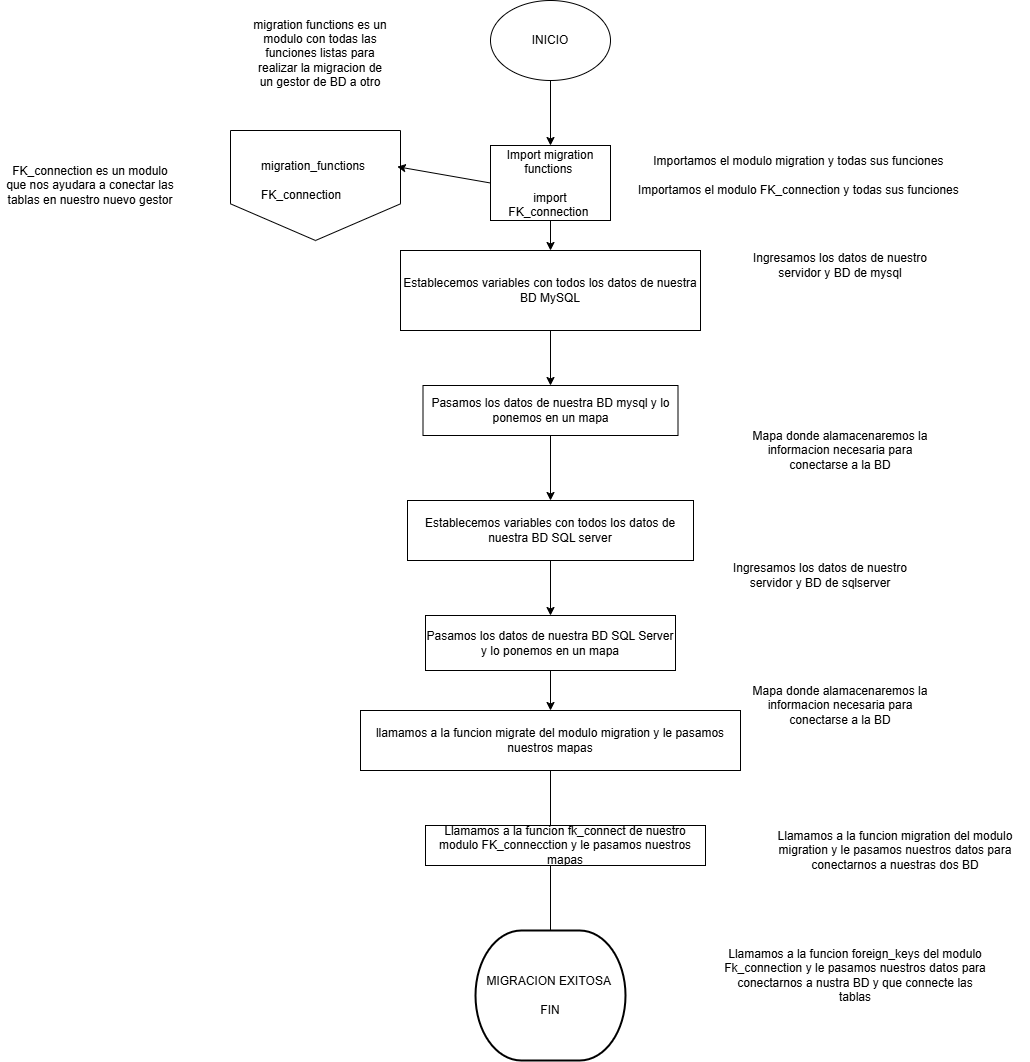 migration functions es un
modulo con todas las
funciones listas para
realizar la migracion de
un gestor de BD a otro
INICIO
FK_connection es un modulo
que nos ayudara a conectar las
tablas en nuestro nuevo gestor
migration_functions
FK_connection
Import migration
functions
import
FK_connection
Importamos el modulo migration y todas sus funciones
Importamos el modulo FK_connection y todas sus funciones
Establecemos variables con todos los datos de nuestra
BD MySQL
Ingresamos los datos de nuestro
servidor y BD de mysql
Pasamos los datos de nuestra BD mysql y lo
ponemos en un mapa
Mapa donde alamacenaremos la
informacion necesaria para
conectarse a la BD
Establecemos variables con todos los datos de
nuestra BD SQL server
Ingresamos los datos de nuestro
servidor y BD de sqlserver
Pasamos los datos de nuestra BD SQL Server
y lo ponemos en un mapa
Mapa donde alamacenaremos la
informacion necesaria para
conectarse a la BD
llamamos a la funcion migrate del modulo migration y le pasamos
nuestros mapas
Llamamos a la funcion fk_connect de nuestro
modulo FK_connecction y le pasamos nuestros
mapas
Llamamos a la funcion migration del modulo
migration y le pasamos nuestros datos para
conectarnos a nuestras dos BD
MIGRACION EXITOSA
FIN
Llamamos a la funcion foreign_keys del modulo
Fk_connection y le pasamos nuestros datos para
conectarnos a nustra BD y que connecte las
tablas